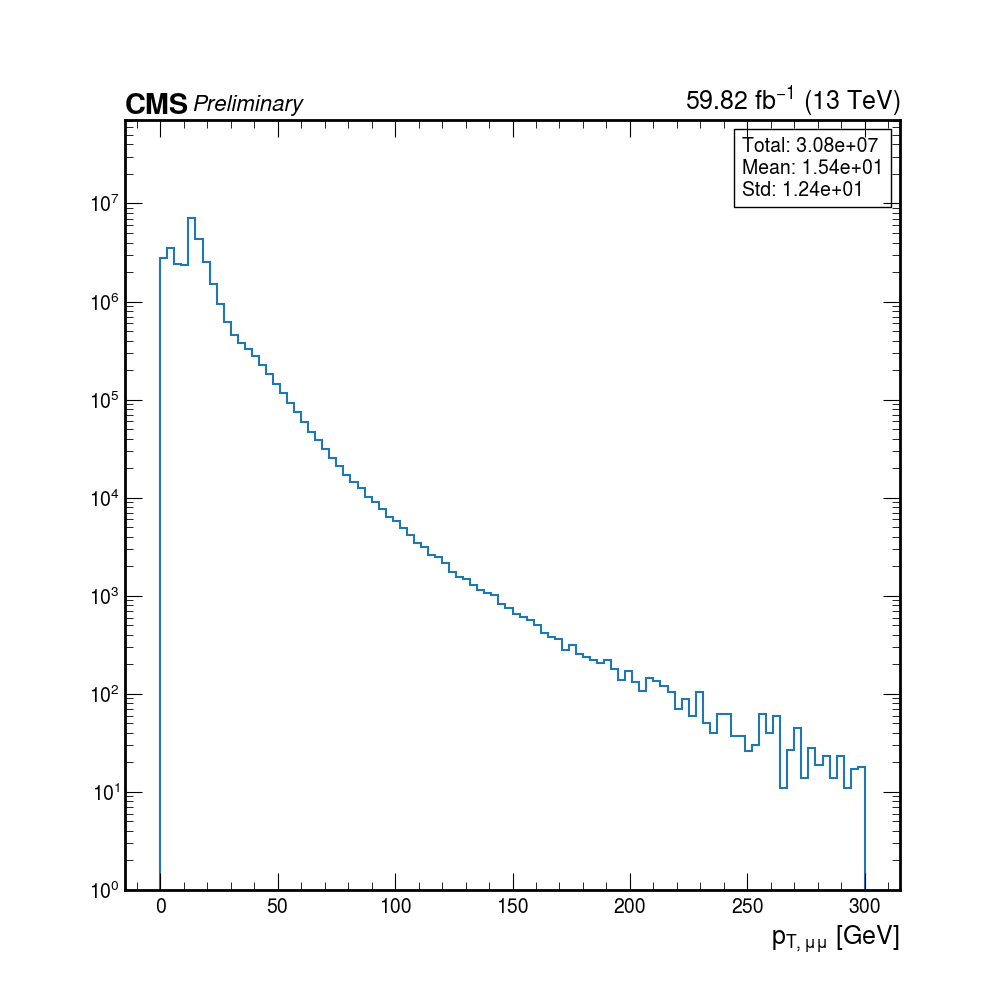 CMS Preliminary
59.82 fb⁻¹ (13 TeV)
Total: 3.08e+07
Mean: 1.54e+01
Std: 1.24e+01
10⁷
10⁶
10⁵
10⁴
10³
10²
10¹
10⁰
0 50 100 150 200 250 300
p_{T, μμ} [GeV]